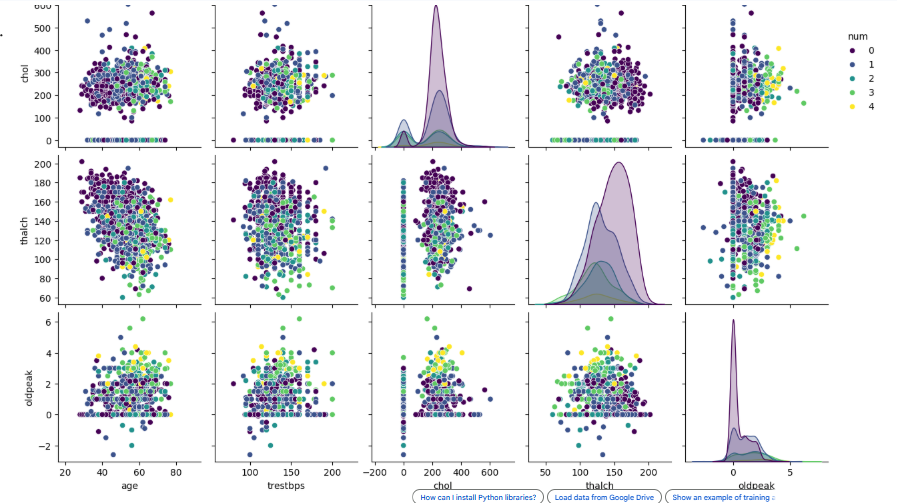 600
500
400
300
200
100
0
chol
num
0
1
2
3
4
200
180
160
140
120
100
80
60
thalch
6
4
2
0
−2
oldpeak
20 40 60 80
100 150 200
−200 0 200 400 600
50 100 150 200
0 5
age trestbps chol thalch oldpeak
How can I install Python libraries? Load data from Google Drive Show an example of training